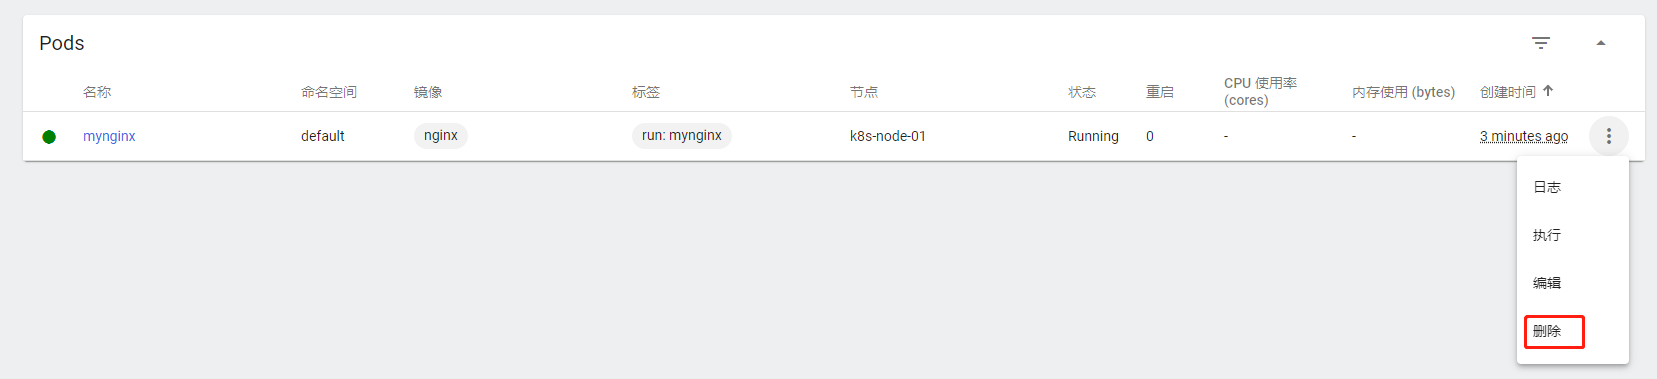 Pods
名称 命名空间 镜像 标签 节点 状态 重启 CPU 使用率 (cores) 内存使用 (bytes) 创建时间
mynginx default nginx run: mynginx k8s-node-01 Running 0 - - 3 minutes ago
日志
执行
编辑
删除